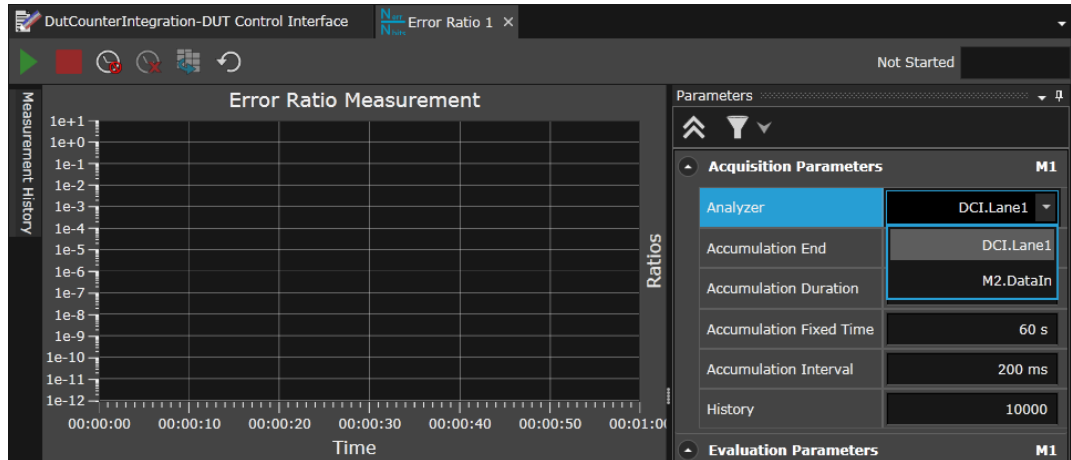 DutCounterIntegration-DUT Control Interface
Nerr
Nbits
Error Ratio 1
Not Started
Measurement History
Error Ratio Measurement
1e+1
1e+0
1e-1
1e-2
1e-3
1e-4
1e-5
1e-6
1e-7
1e-8
1e-9
1e-10
1e-11
1e-12
00:00:00 00:00:10 00:00:20 00:00:30 00:00:40 00:00:50 00:01:00
Time
Ratios
Parameters
Acquisition Parameters M1
Analyzer DCI.Lane1
DCI.Lane1
M2.DataIn
Accumulation End
Accumulation Duration
Accumulation Fixed Time 60 s
Accumulation Interval 200 ms
History 10000
Evaluation Parameters M1